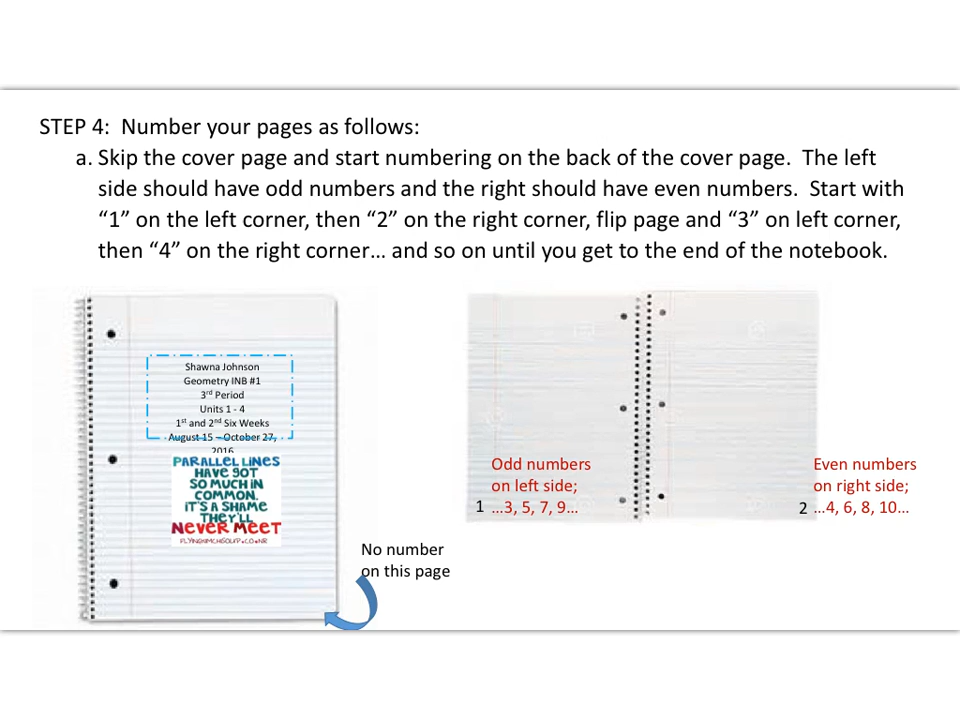 STEP 4:  Number your pages as follows:
a. Skip the cover page and start numbering on the back of the cover page.  The left
side should have odd numbers and the right should have even numbers.  Start with
“1” on the left corner, then “2” on the right corner, flip page and “3” on left corner,
then “4” on the right corner… and so on until you get to the end of the notebook.
Shawna Johnson
Geometry INB #1
3rd Period
Units 1 - 4
1st and 2nd Six Weeks
August 15 – October 27,
2016
PARALLEL LINES
HAVE GOT
SO MUCH IN
COMMON.
IT'S A SHAME
THEY'LL
NEVER MEET
No number
on this page
Odd numbers
on left side;
1 …3, 5, 7, 9…
Even numbers
on right side;
2 …4, 6, 8, 10…